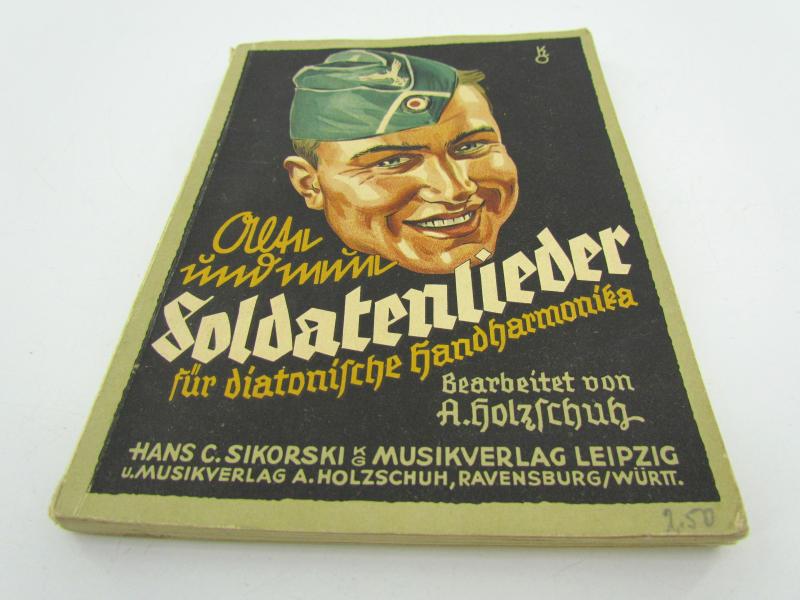 Alte
und neue
Soldatenlieder
für diatonische Handharmonika
Bearbeitet von
A. Holzschuh
HANS C. SIKORSKI KG MUSIKVERLAG LEIPZIG
u. MUSIKVERLAG A. HOLZSCHUH, RAVENSBURG/WÜRTT.
2.50